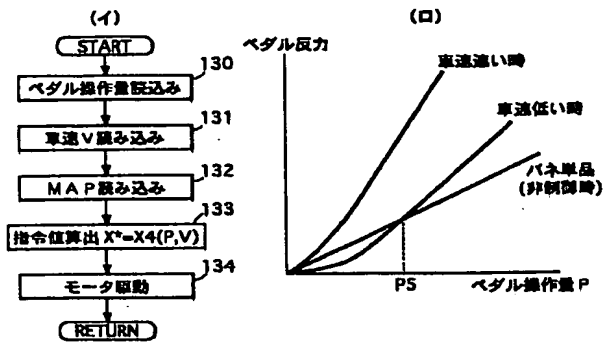 (イ)
START
130
ペダル操作量読込み
131
車速V読み込み
132
MAP読み込み
133
指令値算出 X*=X4(P,V)
134
モータ駆動
RETURN
(ロ)
ペダル反力
車速速い時
車速低い時
バネ単品
(非制御時)
PS
ペダル操作量 P